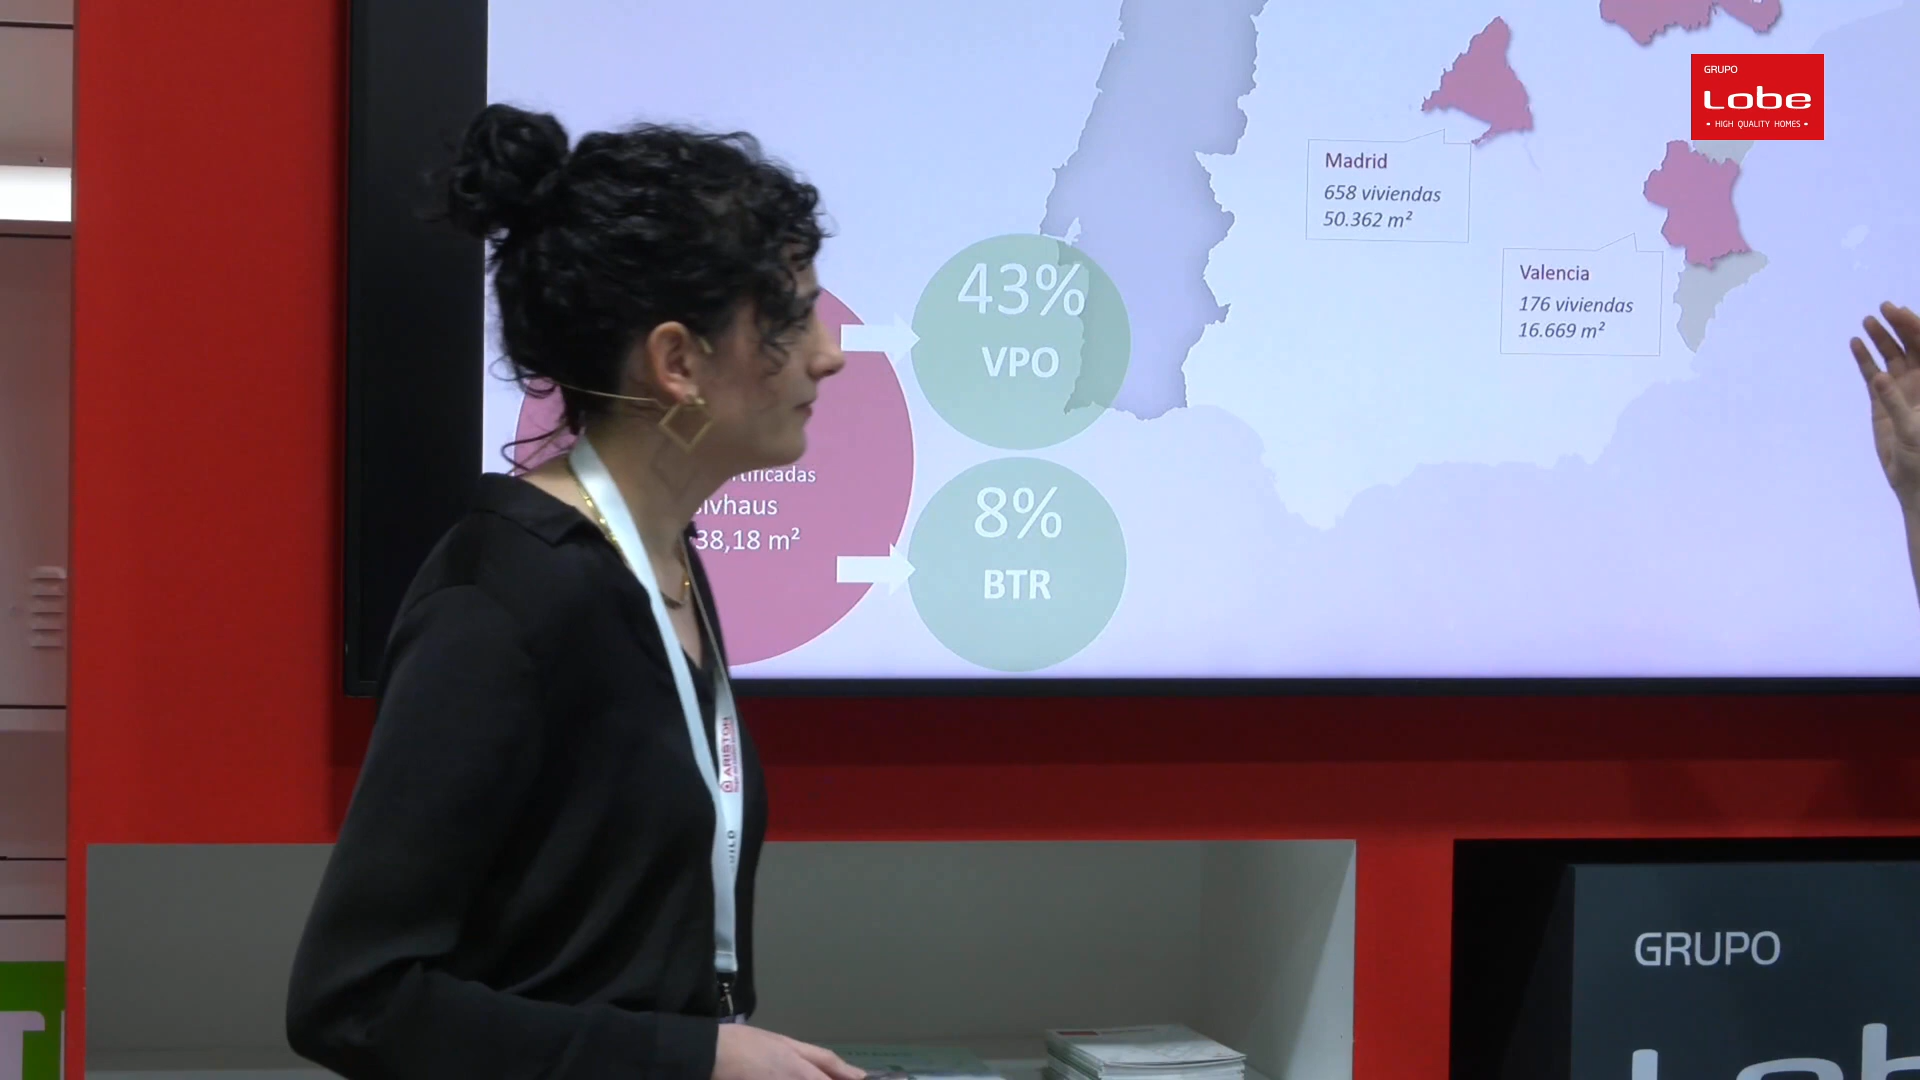 GRUPO
Lobe
• HIGH QUALITY HOMES •
Madrid
658 viviendas
50.362 m²
Valencia
176 viviendas
16.669 m²
43%
VPO
38,18 m²
8%
BTR
ARISTON
GRUPO